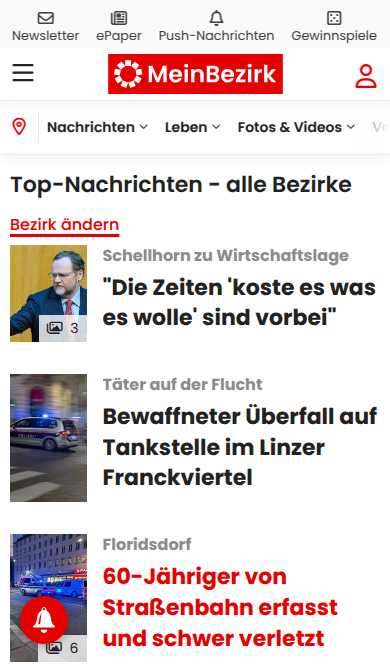 Newsletter ePaper Push-Nachrichten Gewinnspiele
MeinBezirk
Nachrichten Leben Fotos & Videos
Top-Nachrichten - alle Bezirke
Bezirk ändern
Schellhorn zu Wirtschaftslage
"Die Zeiten 'koste es was
es wolle' sind vorbei"
3
Täter auf der Flucht
Bewaffneter Überfall auf
Tankstelle im Linzer
Franckviertel
Floridsdorf
60-Jähriger von
Straßenbahn erfasst
und schwer verletzt
6